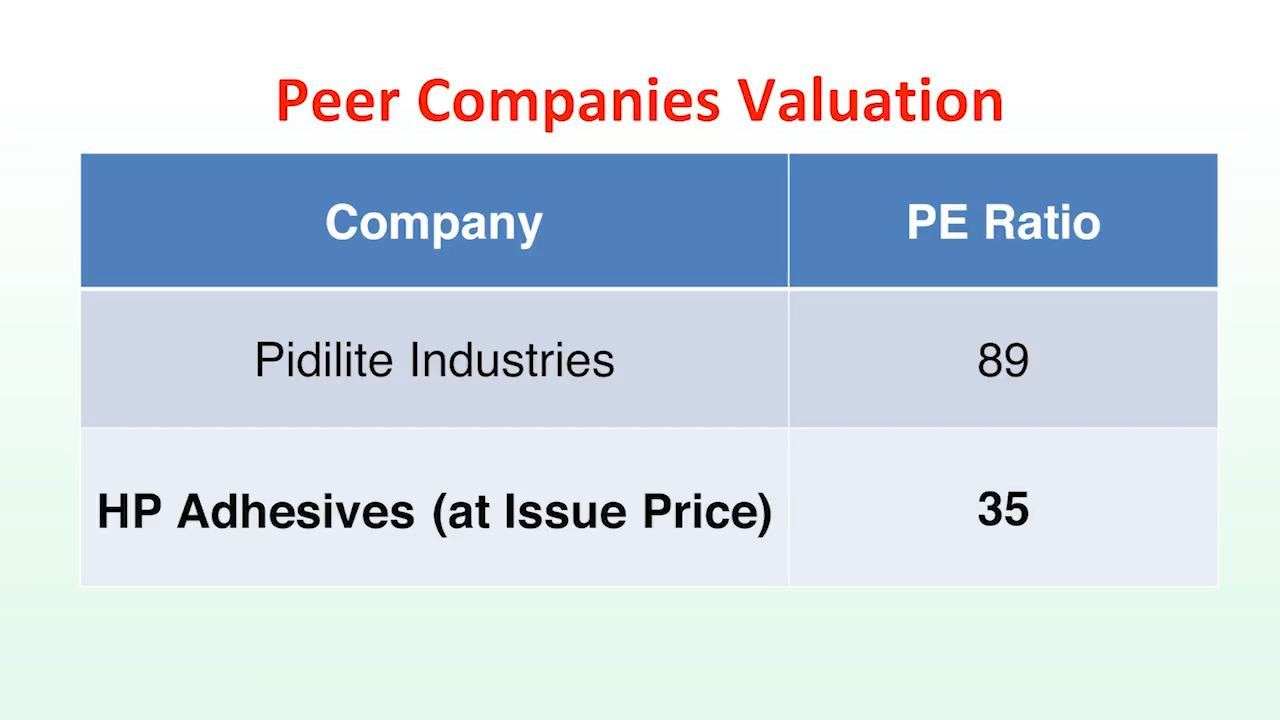 Peer Companies Valuation
Company PE Ratio
Pidilite Industries 89
HP Adhesives (at Issue Price) 35